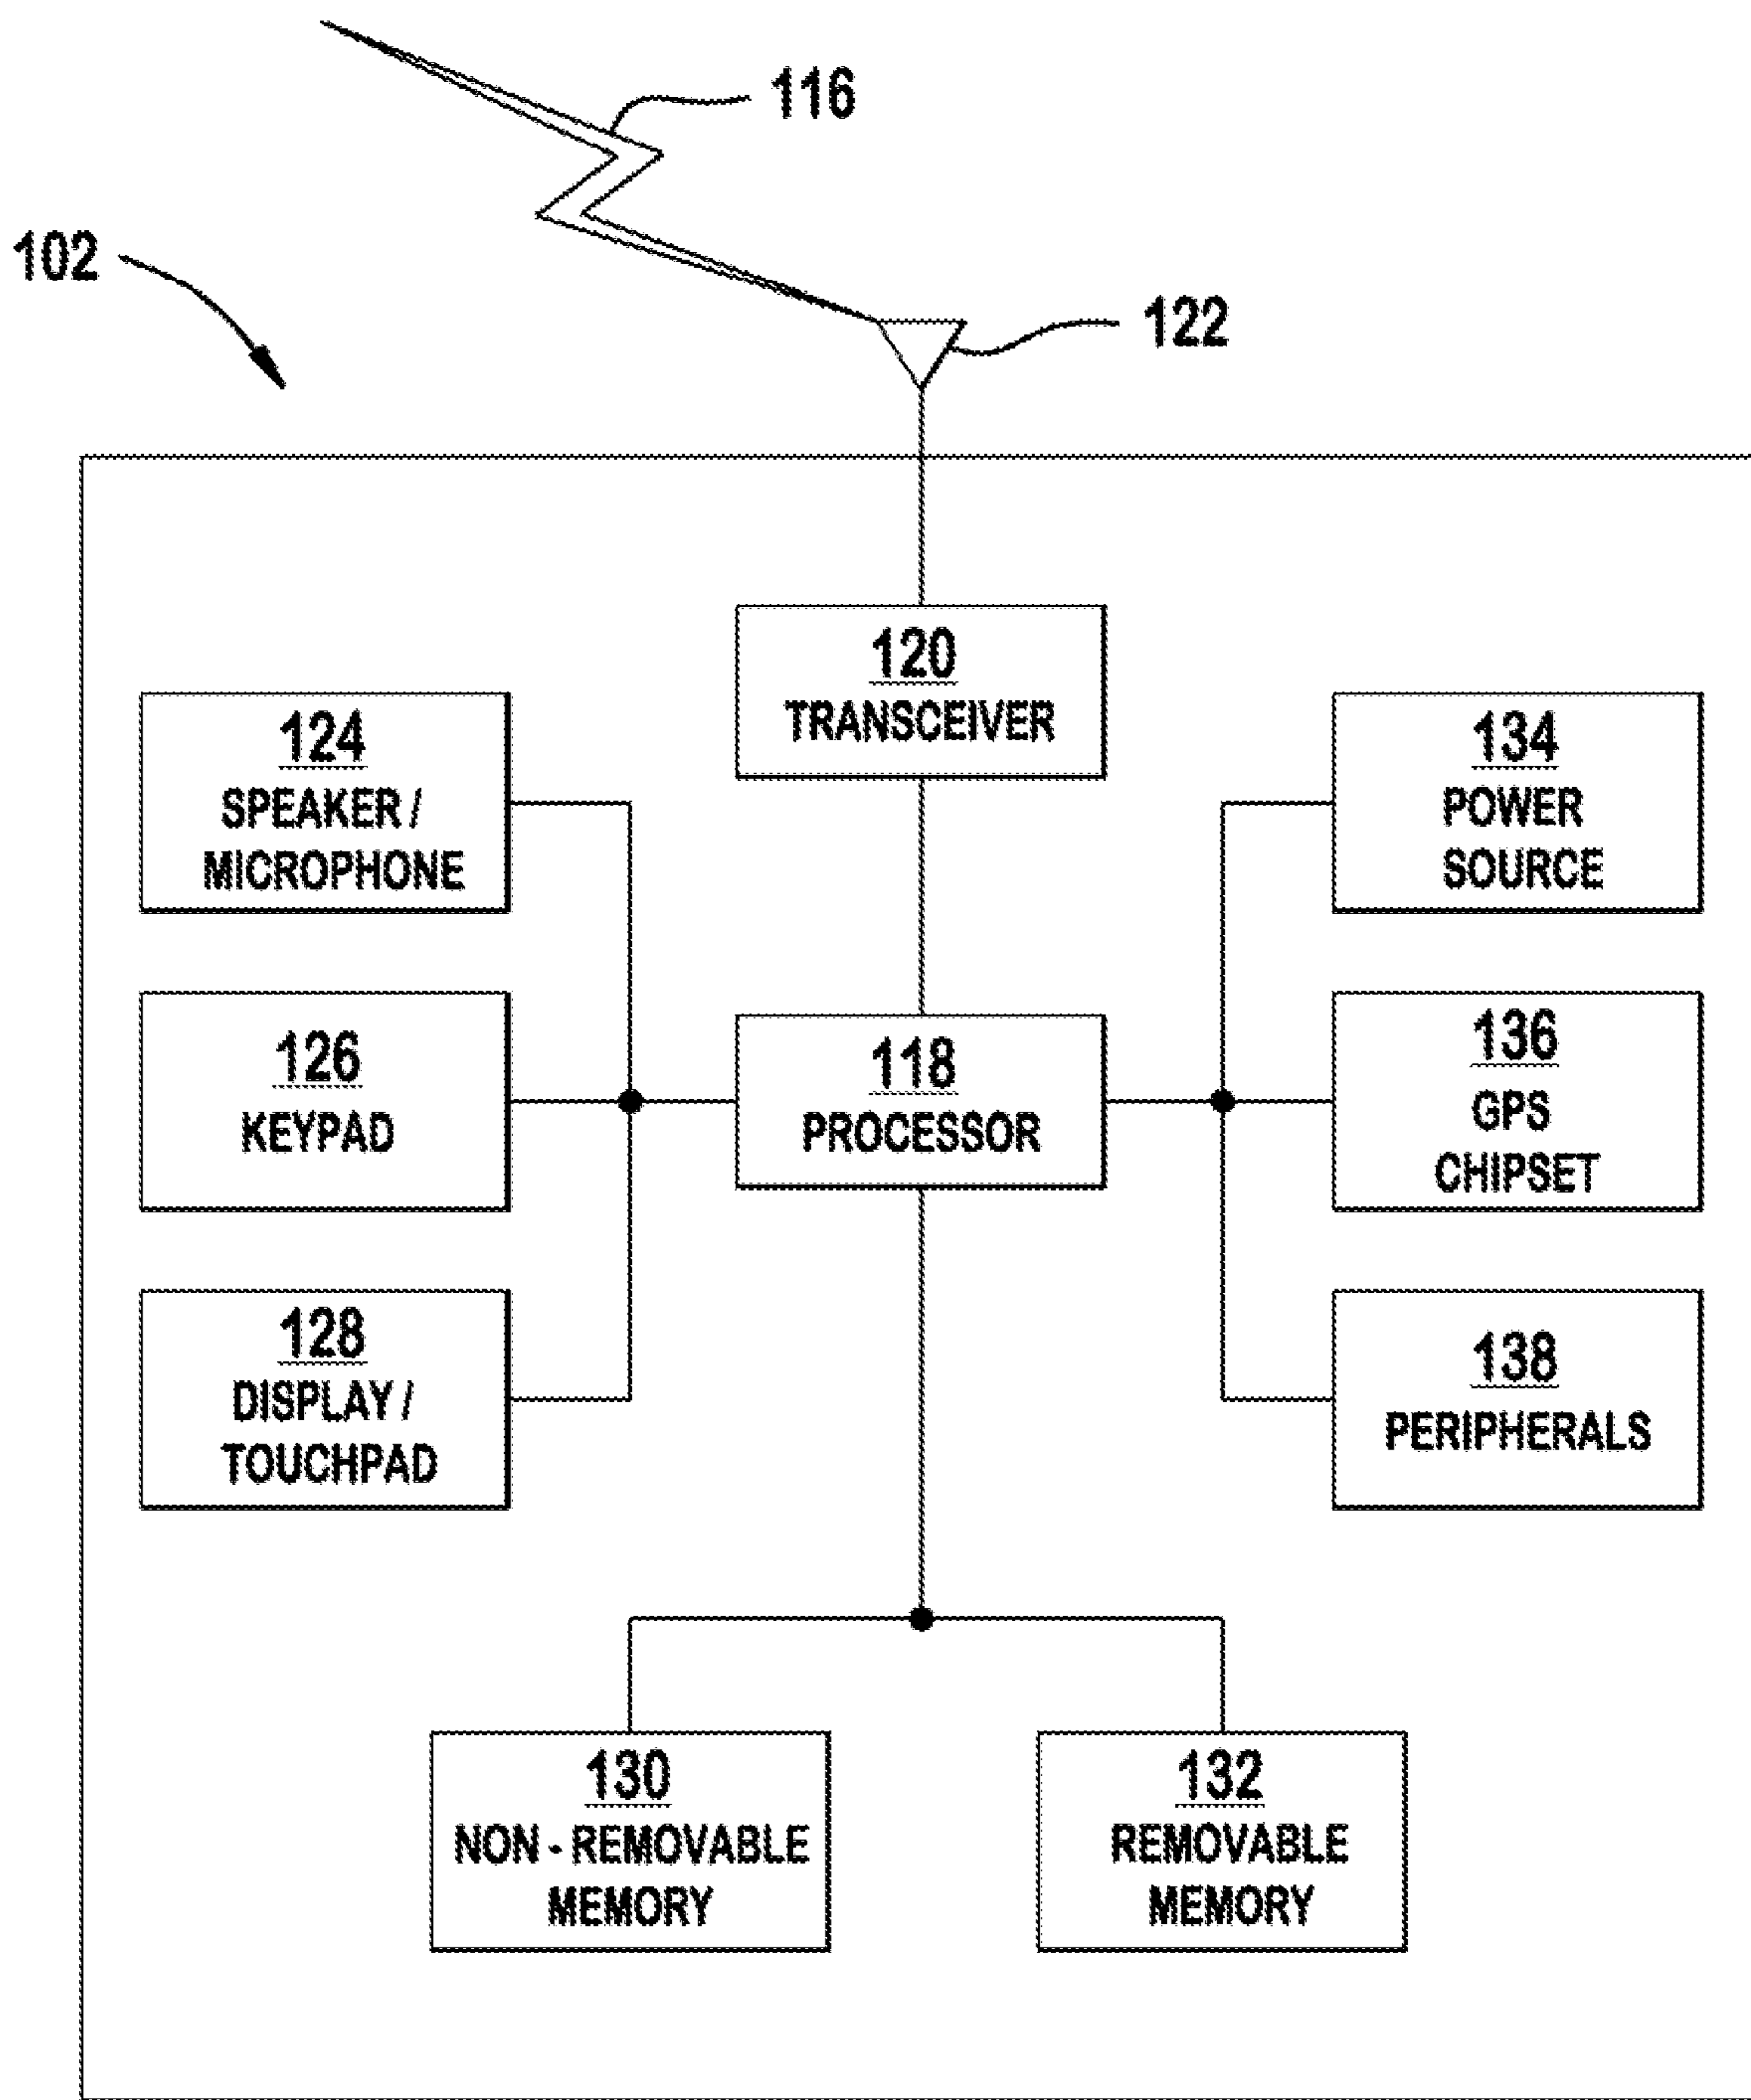 116
102
122
120
TRANSCEIVER
124
SPEAKER /
MICROPHONE
134
POWER
SOURCE
126
KEYPAD
118
PROCESSOR
136
GPS
CHIPSET
128
DISPLAY /
TOUCHPAD
138
PERIPHERALS
130
NON - REMOVABLE
MEMORY
132
REMOVABLE
MEMORY